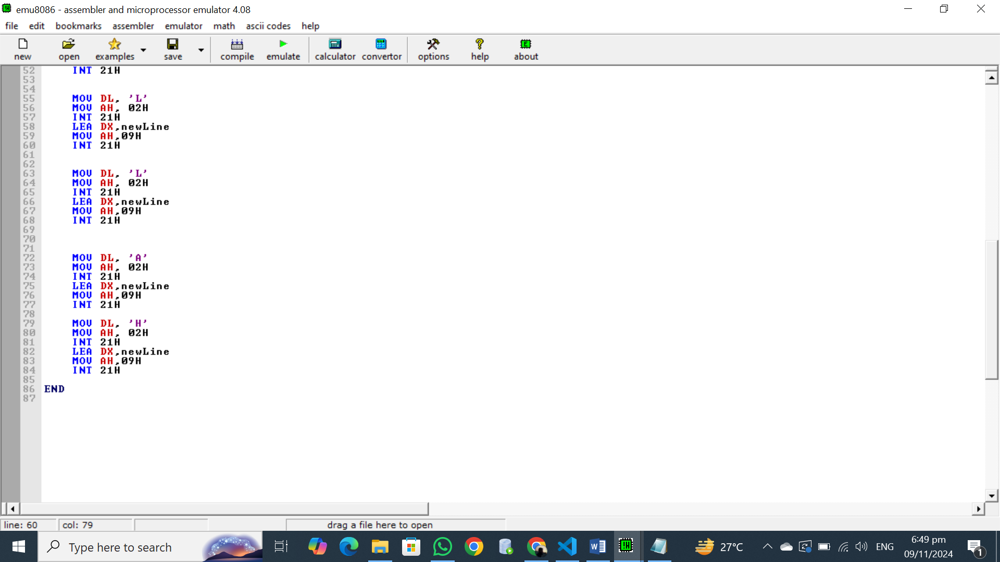 emu8086 - assembler and microprocessor emulator 4.08
file edit bookmarks assembler emulator math ascii codes help
new open examples save compile emulate calculator convertor options help about
52 INT 21H
53
54
55 MOV DL, 'L'
56 MOV AH, 02H
57 INT 21H
58 LEA DX,newLine
59 MOV AH,09H
60 INT 21H
61
62
63 MOV DL, 'L'
64 MOV AH, 02H
65 INT 21H
66 LEA DX,newLine
67 MOV AH,09H
68 INT 21H
69
70
71
72 MOV DL, 'A'
73 MOV AH, 02H
74 INT 21H
75 LEA DX,newLine
76 MOV AH,09H
77 INT 21H
78
79 MOV DL, 'H'
80 MOV AH, 02H
81 INT 21H
82 LEA DX,newLine
83 MOV AH,09H
84 INT 21H
85
86 END
87
line: 60 col: 79 drag a file here to open
Type here to search 27°C ENG 6:49 pm 1
09/11/2024